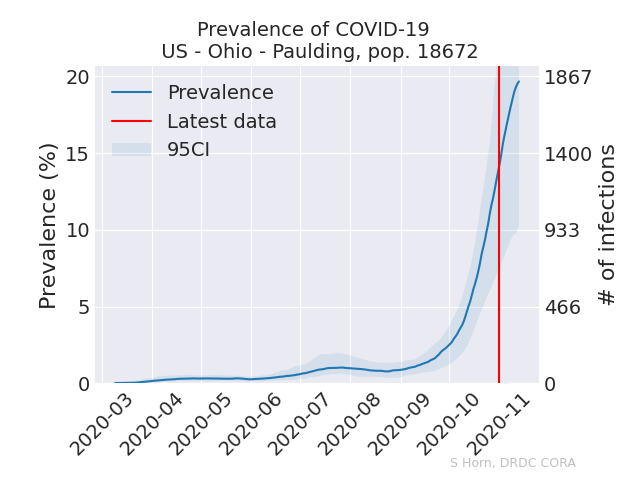 Prevalence of COVID-19
US - Ohio - Paulding, pop. 18672
Prevalence
Latest data
95CI
Prevalence (%)
20
15
10
5
0
1867
1400
933
466
0
# of infections
2020-03
2020-04
2020-05
2020-06
2020-07
2020-08
2020-09
2020-10
2020-11
S Horn, DRDC CORA